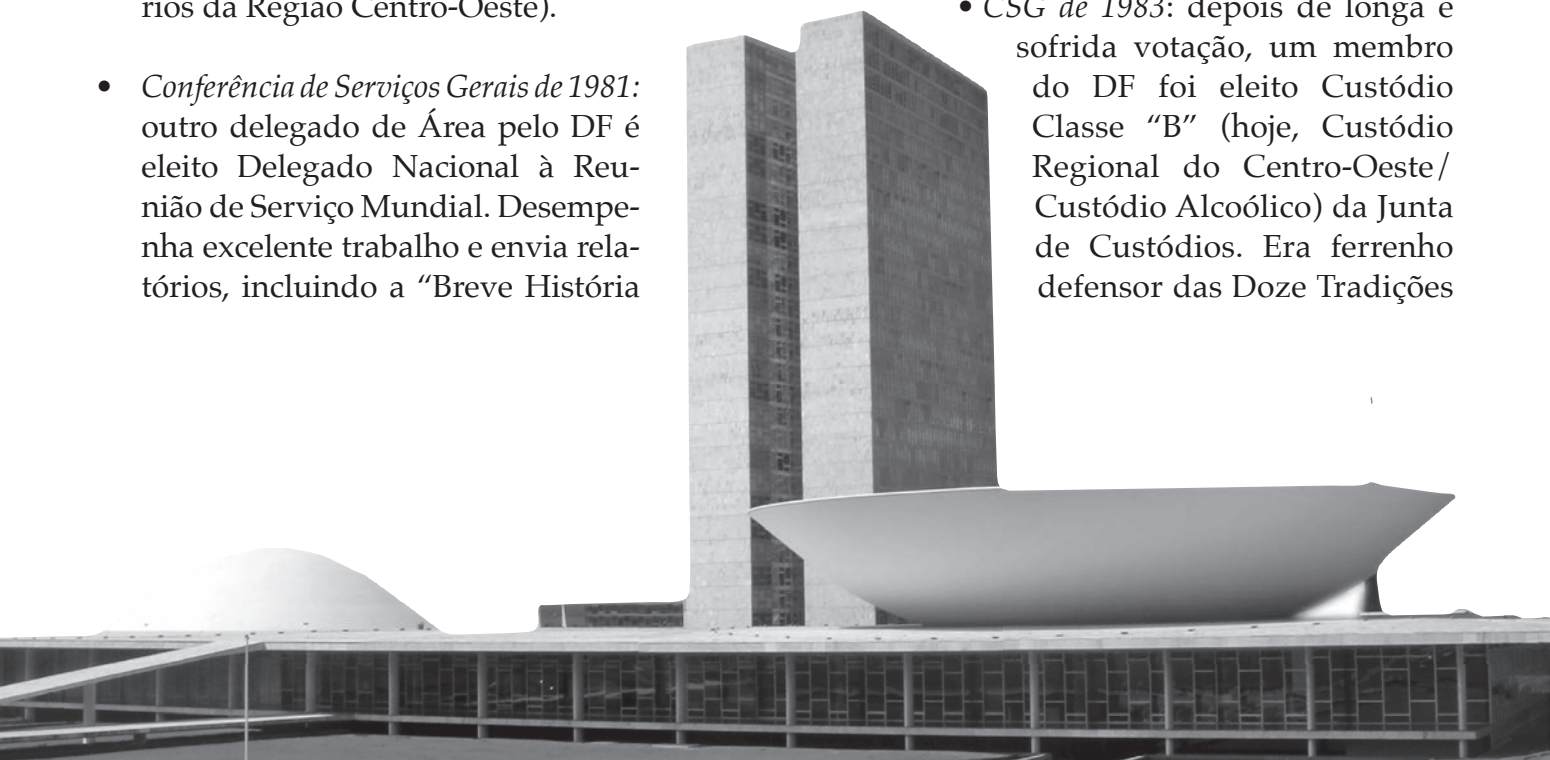 rios da Região Centro-Oeste).
• Conferência de Serviços Gerais de 1981:
outro delegado de Área pelo DF é
eleito Delegado Nacional à Reu-
nião de Serviço Mundial. Desempe-
nha excelente trabalho e envia rela-
tórios, incluindo a “Breve História
• CSG de 1983: depois de longa e
sofrida votação, um membro
do DF foi eleito Custódio
Classe “B” (hoje, Custódio
Regional do Centro-Oeste/
Custódio Alcoólico) da Junta
de Custódios. Era ferrenho
defensor das Doze Tradições